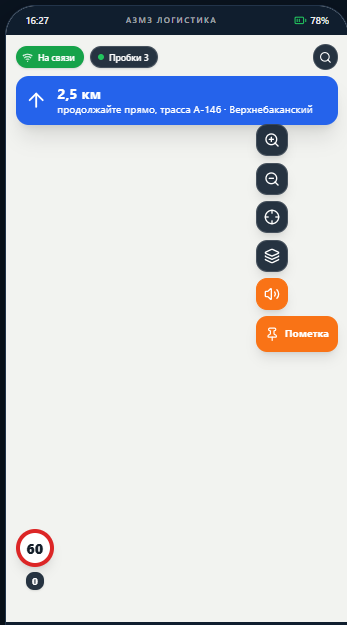 16:27
АЗМЗ ЛОГИСТИКА
78%
На связи
Пробки 3
2,5 км
продолжайте прямо, трасса А-146 · Верхнебаканский
Пометка
60
0